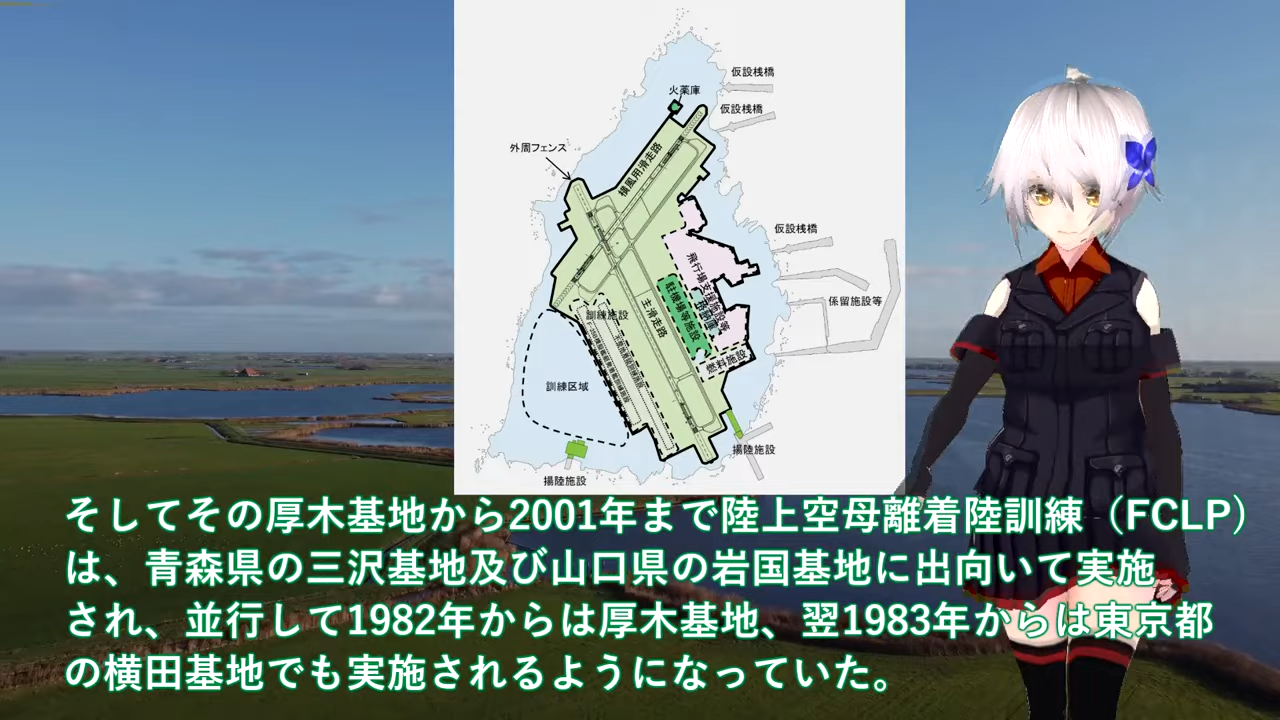 仮設桟橋
火薬庫
仮設桟橋
外周フェンス
横風用滑走路
仮設桟橋
飛行場支援施設等
駐機場等施設
係留施設等
主滑走路
訓練施設
燃料施設
訓練区域
揚陸施設
揚陸施設
そしてその厚木基地から2001年まで陸上空母離着陸訓練（FCLP）
は、青森県の三沢基地及び山口県の岩国基地に出向いて実施
され、並行して1982年からは厚木基地、翌1983年からは東京都
の横田基地でも実施されるようになっていた。